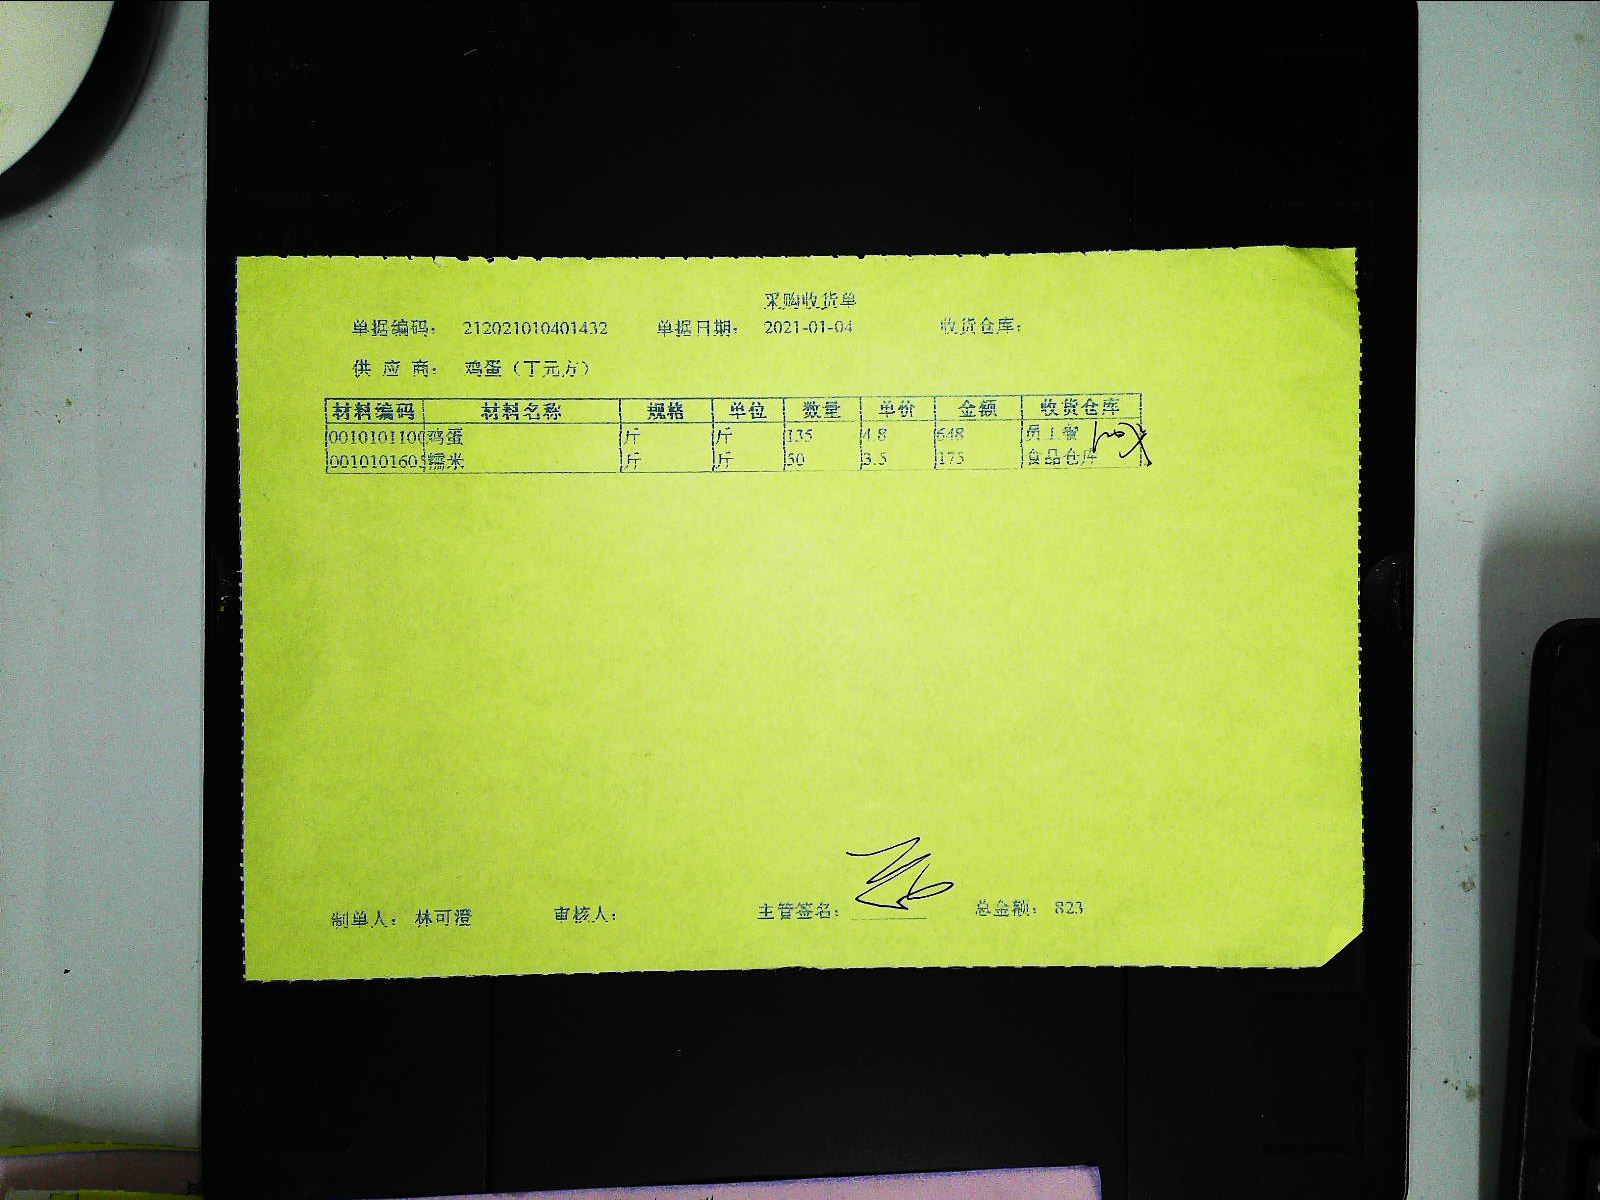 采购收货单
单据编码： 212021010401432 单据日期： 2021-01-04 收货仓库：
供 应 商： 鸡蛋（丁元方）
材料编码 材料名称 规格 单位 数量 单价 金额 收货仓库
0010101100 鸡蛋 斤 斤 135 4.8 648 员工餐
001010160 糯米 斤 斤 50 3.5 175 食品仓库
制单人： 林可澄 审核人： 主管签名： 总金额： 823